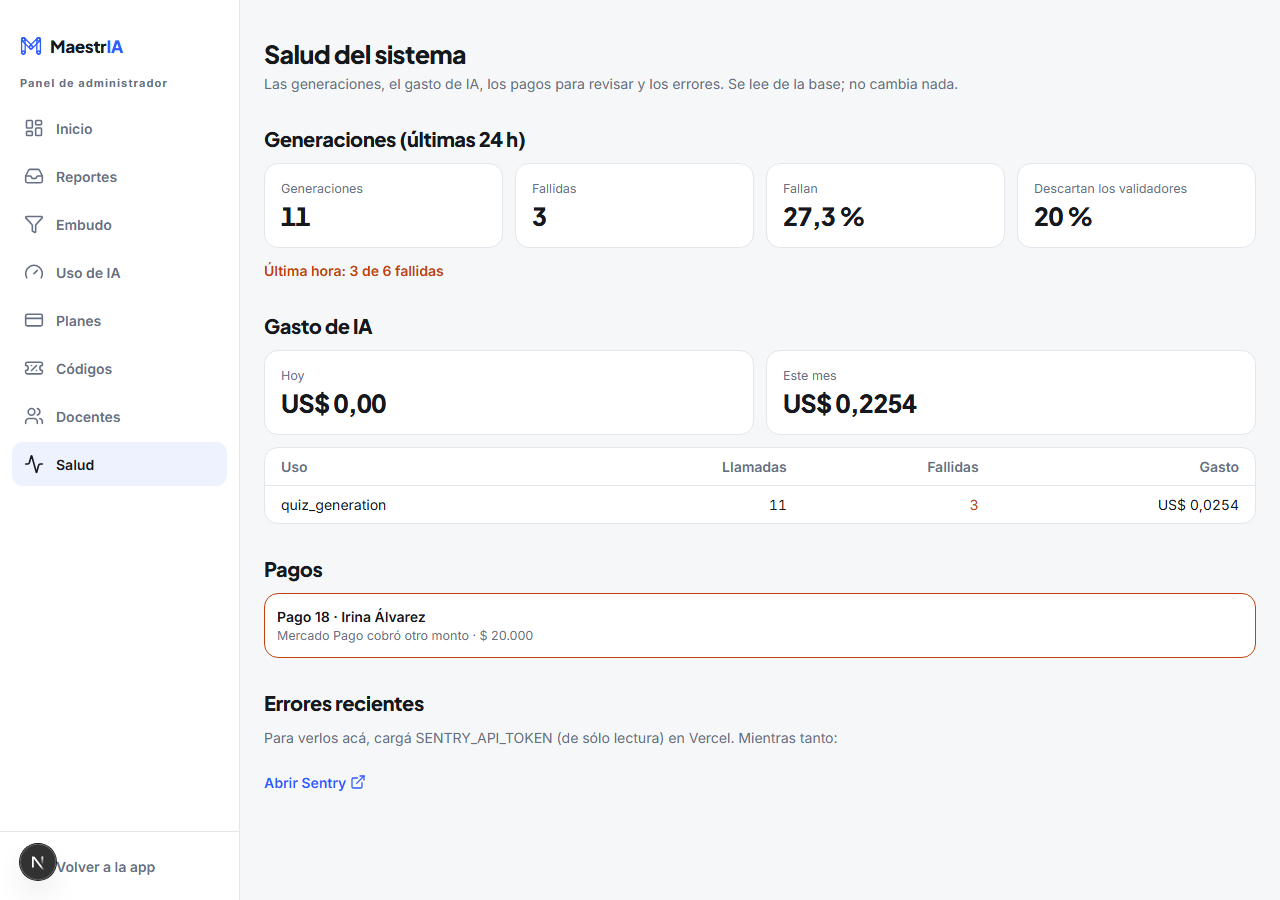 MaestrIA
Panel de administrador
Inicio
Reportes
Embudo
Uso de IA
Planes
Códigos
Docentes
Salud
N
Volver a la app
Salud del sistema
Las generaciones, el gasto de IA, los pagos para revisar y los errores. Se lee de la base; no cambia nada.
Generaciones (últimas 24 h)
Generaciones
11
Fallidas
3
Fallan
27,3 %
Descartan los validadores
20 %
Última hora: 3 de 6 fallidas
Gasto de IA
Hoy
US$ 0,00
Este mes
US$ 0,2254
Uso Llamadas Fallidas Gasto
quiz_generation 11 3 US$ 0,0254
Pagos
Pago 18 · Irina Álvarez
Mercado Pago cobró otro monto · $ 20.000
Errores recientes
Para verlos acá, cargá SENTRY_API_TOKEN (de sólo lectura) en Vercel. Mientras tanto:
Abrir Sentry